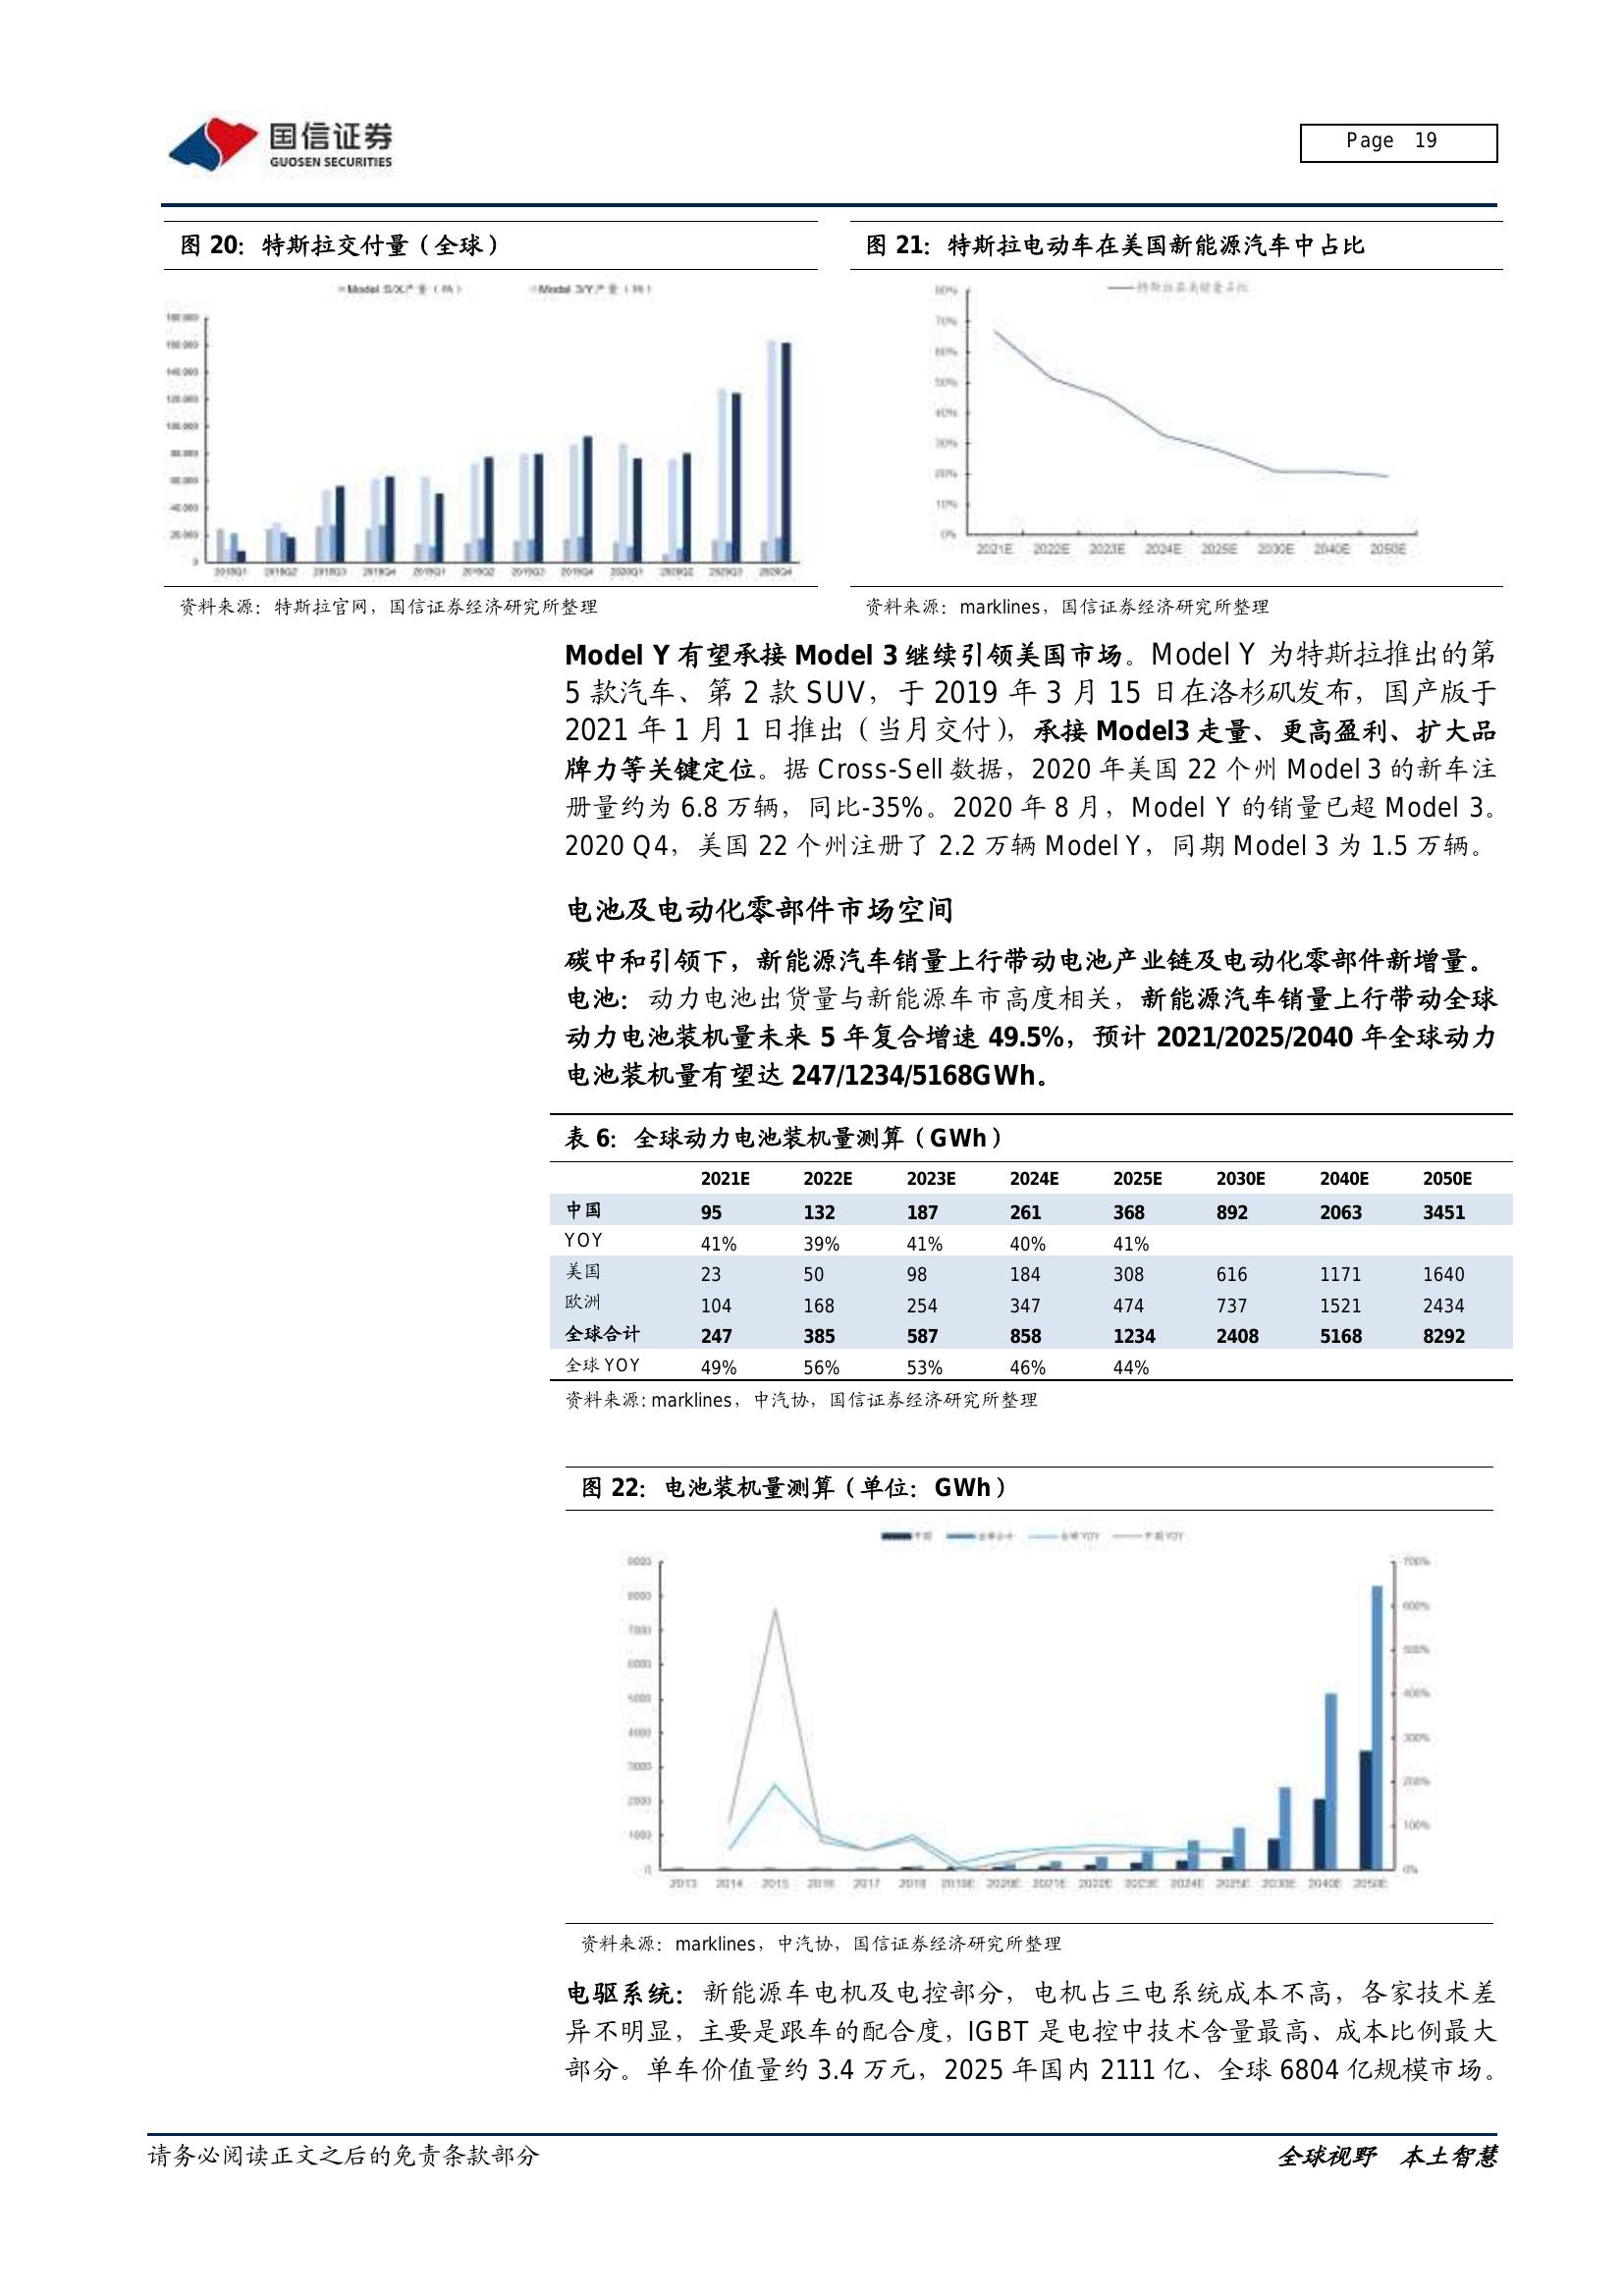 国信证券
GUOSEN SECURITIES
Page 19
图 20：特斯拉交付量（全球）
Model S/X产量（辆）
Model 3/Y产量（辆）
180,000
160,000
140,000
120,000
100,000
80,000
60,000
40,000
20,000
0
2018Q1 2018Q2 2018Q3 2018Q4 2019Q1 2019Q2 2019Q3 2019Q4 2020Q1 2020Q2 2020Q3 2020Q4
资料来源：特斯拉官网，国信证券经济研究所整理
图 21：特斯拉电动车在美国新能源汽车中占比
特斯拉在美销量占比
80%
70%
60%
50%
40%
30%
20%
10%
0%
2021E 2022E 2023E 2024E 2025E 2030E 2040E 2050E
资料来源：marklines，国信证券经济研究所整理
Model Y 有望承接 Model 3 继续引领美国市场。Model Y 为特斯拉推出的第
5 款汽车、第 2 款 SUV，于 2019 年 3 月 15 日在洛杉矶发布，国产版于
2021 年 1 月 1 日推出（当月交付），承接 Model3 走量、更高盈利、扩大品
牌力等关键定位。据 Cross-Sell 数据，2020 年美国 22 个州 Model 3 的新车注
册量约为 6.8 万辆，同比-35%。2020 年 8 月，Model Y 的销量已超 Model 3。
2020 Q4，美国 22 个州注册了 2.2 万辆 Model Y，同期 Model 3 为 1.5 万辆。
电池及电动化零部件市场空间
碳中和引领下，新能源汽车销量上行带动电池产业链及电动化零部件新增量。
电池：动力电池出货量与新能源车市高度相关，新能源汽车销量上行带动全球
动力电池装机量未来 5 年复合增速 49.5%，预计 2021/2025/2040 年全球动力
电池装机量有望达 247/1234/5168GWh。
表 6：全球动力电池装机量测算（GWh）
2021E 2022E 2023E 2024E 2025E 2030E 2040E 2050E
中国 95 132 187 261 368 892 2063 3451
YOY 41% 39% 41% 40% 41%
美国 23 50 98 184 308 616 1171 1640
欧洲 104 168 254 347 474 737 1521 2434
全球合计 247 385 587 858 1234 2408 5168 8292
全球 YOY 49% 56% 53% 46% 44%
资料来源: marklines，中汽协，国信证券经济研究所整理
图 22：电池装机量测算（单位：GWh）
中国 全球合计 全球YOY 中国YOY
9000
8000
7000
6000
5000
4000
3000
2000
1000
0
700%
600%
500%
400%
300%
200%
100%
0%
2013 2014 2015 2016 2017 2018 2019E 2020E 2021E 2022E 2023E 2024E 2025E 2030E 2040E 2050E
资料来源：marklines，中汽协，国信证券经济研究所整理
电驱系统：新能源车电机及电控部分，电机占三电系统成本不高，各家技术差
异不明显，主要是跟车的配合度，IGBT 是电控中技术含量最高、成本比例最大
部分。单车价值量约 3.4 万元，2025 年国内 2111 亿、全球 6804 亿规模市场。
请务必阅读正文之后的免责条款部分
全球视野 本土智慧